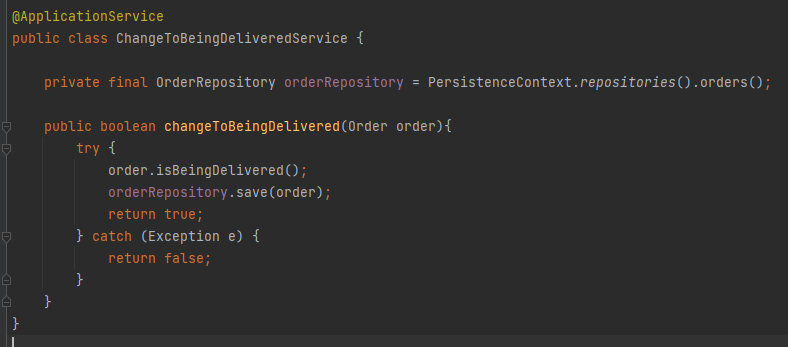 @ApplicationService
public class ChangeToBeingDeliveredService {
private final OrderRepository orderRepository = PersistenceContext.repositories().orders();
public boolean changeToBeingDelivered(Order order){
try {
order.isBeingDelivered();
orderRepository.save(order);
return true;
} catch (Exception e) {
return false;
}
}
}